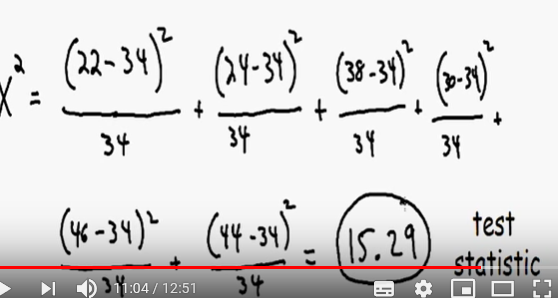 X² = (22-34)²/34 + (24-34)²/34 + (38-34)²/34 + (30-34)²/34 +
(46-34)²/34 + (44-34)²/34 = 15.29 test
statistic
11:04 / 12:51